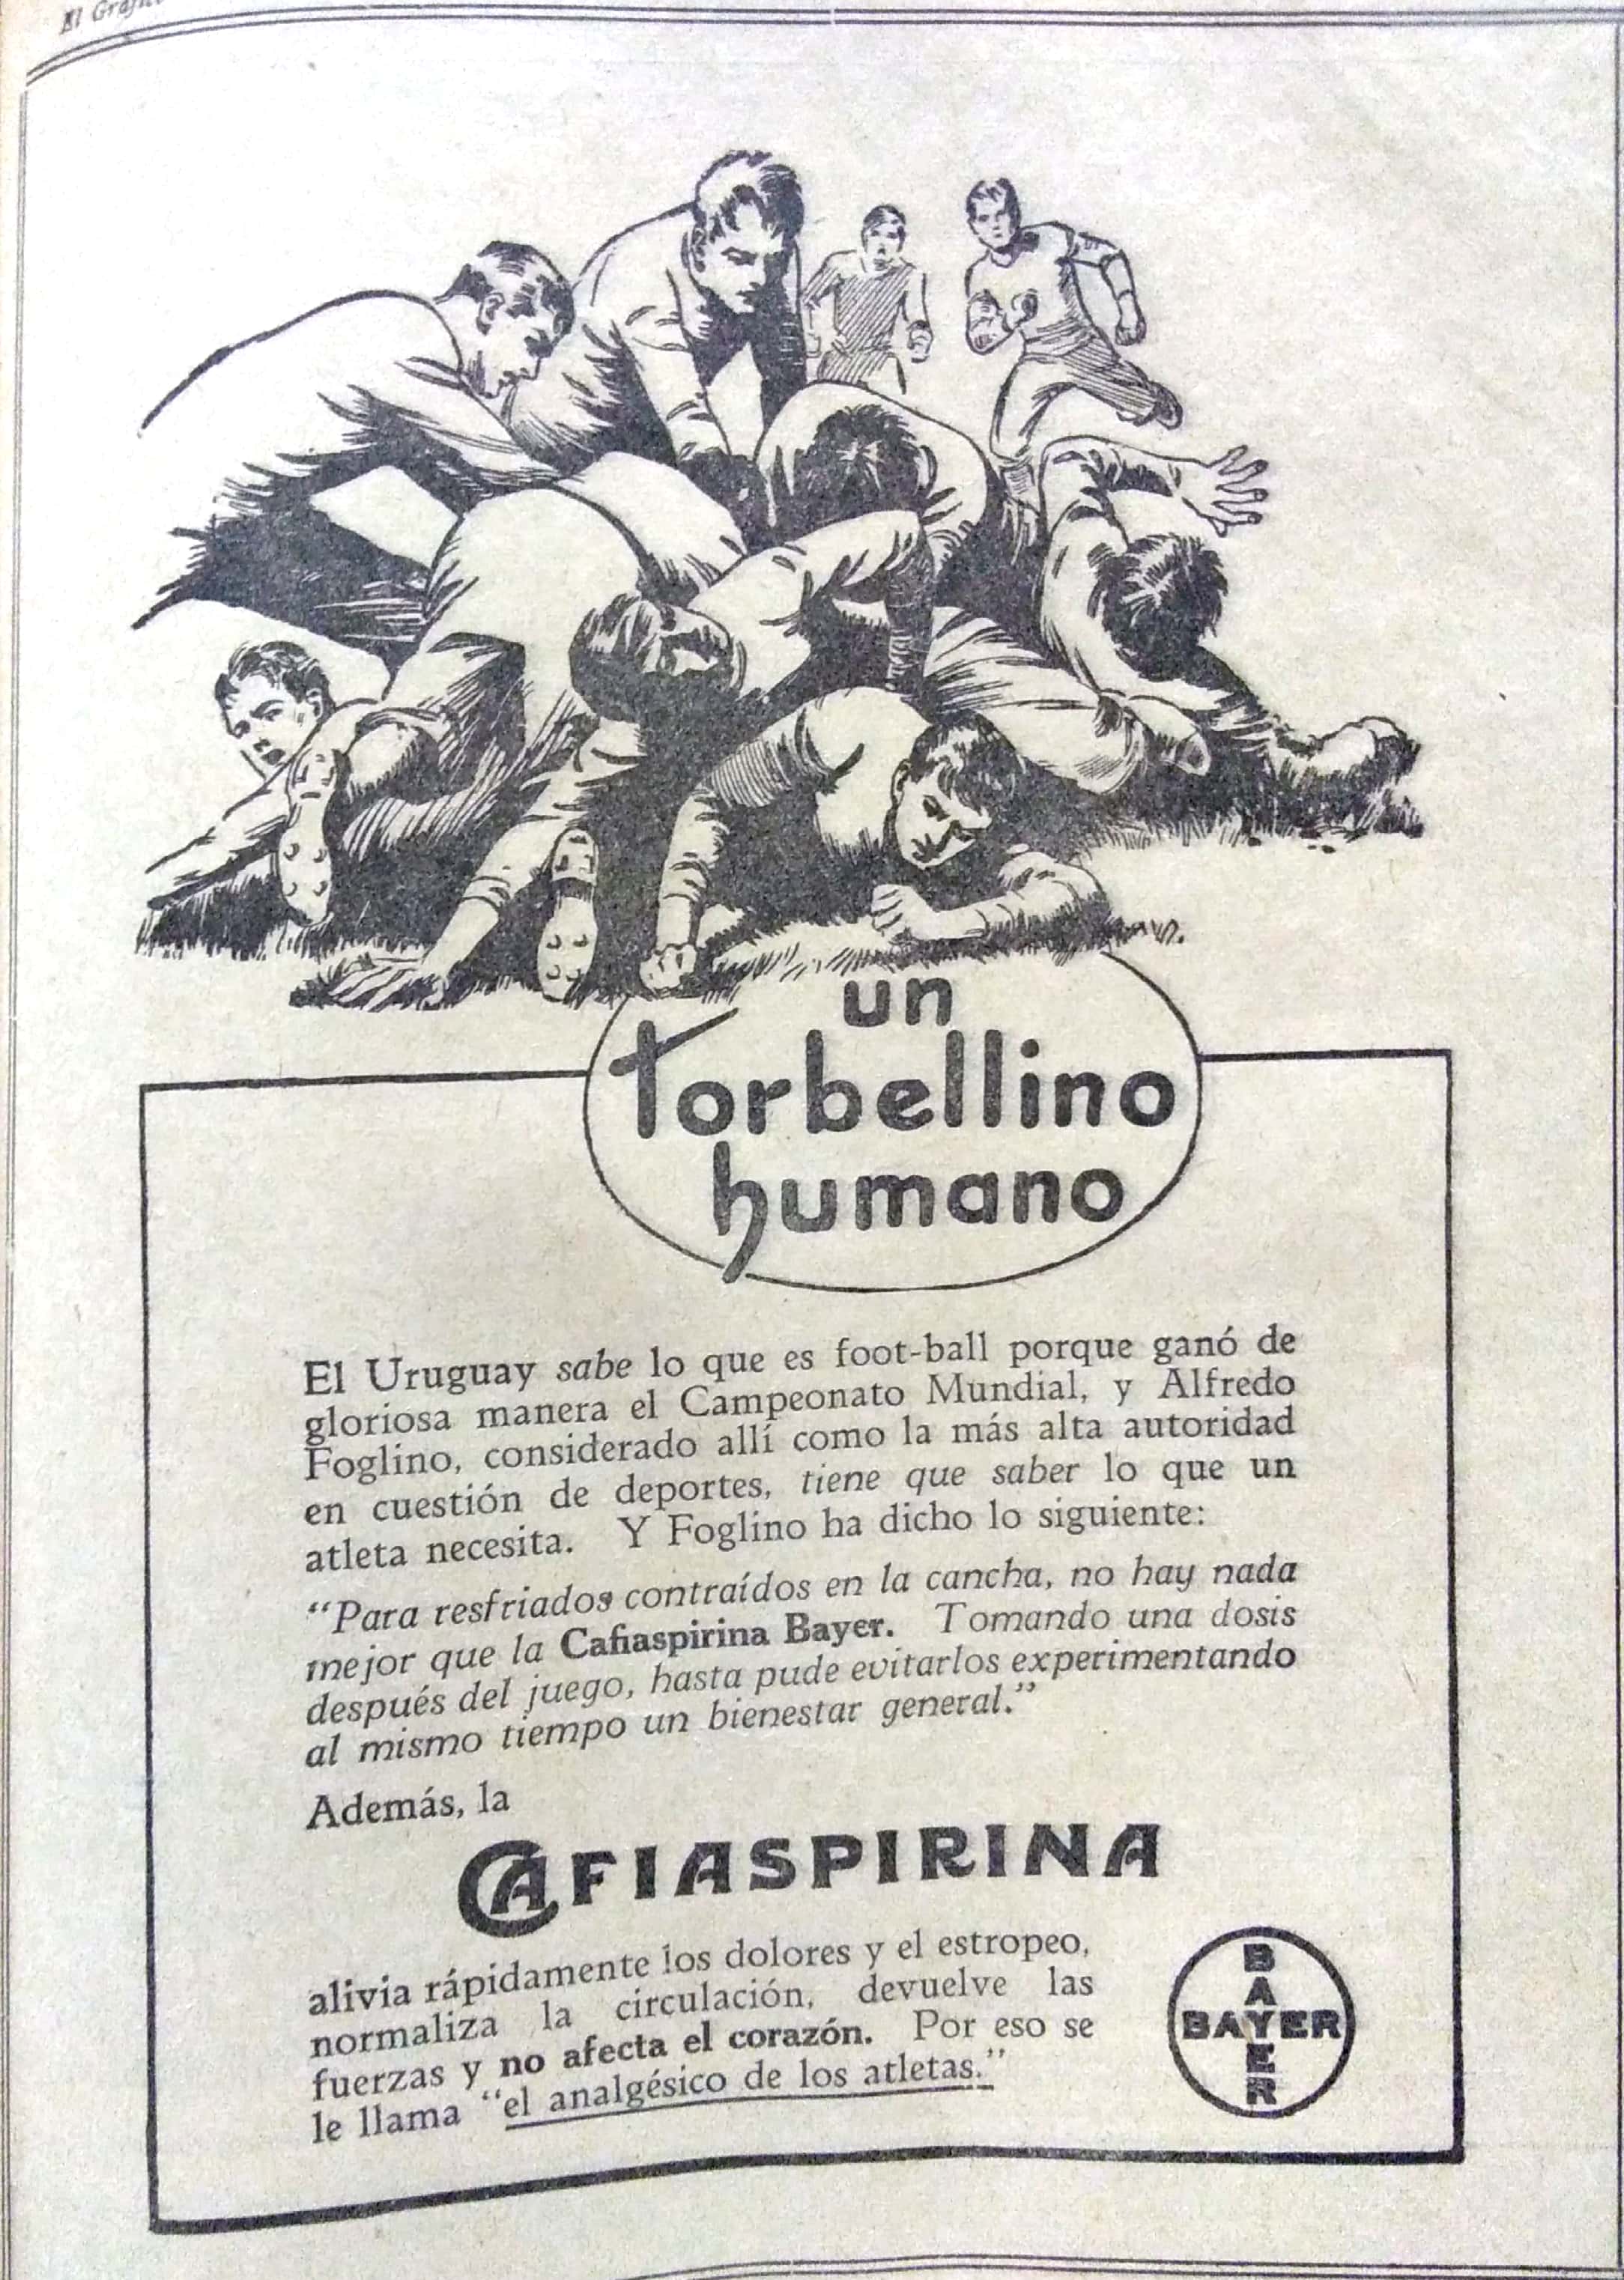 El Gráfico
un
torbellino
humano
El Uruguay sabe lo que es foot-ball porque ganó de
gloriosa manera el Campeonato Mundial, y Alfredo
Foglino, considerado allí como la más alta autoridad
en cuestión de deportes, tiene que saber lo que un
atleta necesita. Y Foglino ha dicho lo siguiente:
“Para resfriados contraídos en la cancha, no hay nada
mejor que la Cafiaspirina Bayer. Tomando una dosis
después del juego, hasta pude evitarlos experimentando
al mismo tiempo un bienestar general.”
Además, la
CAFIASPIRINA
alivia rápidamente los dolores y el estropeo,
normaliza la circulación, devuelve las
fuerzas y no afecta el corazón. Por eso se
le llama “el analgésico de los atletas.”
BAYER
BAYER